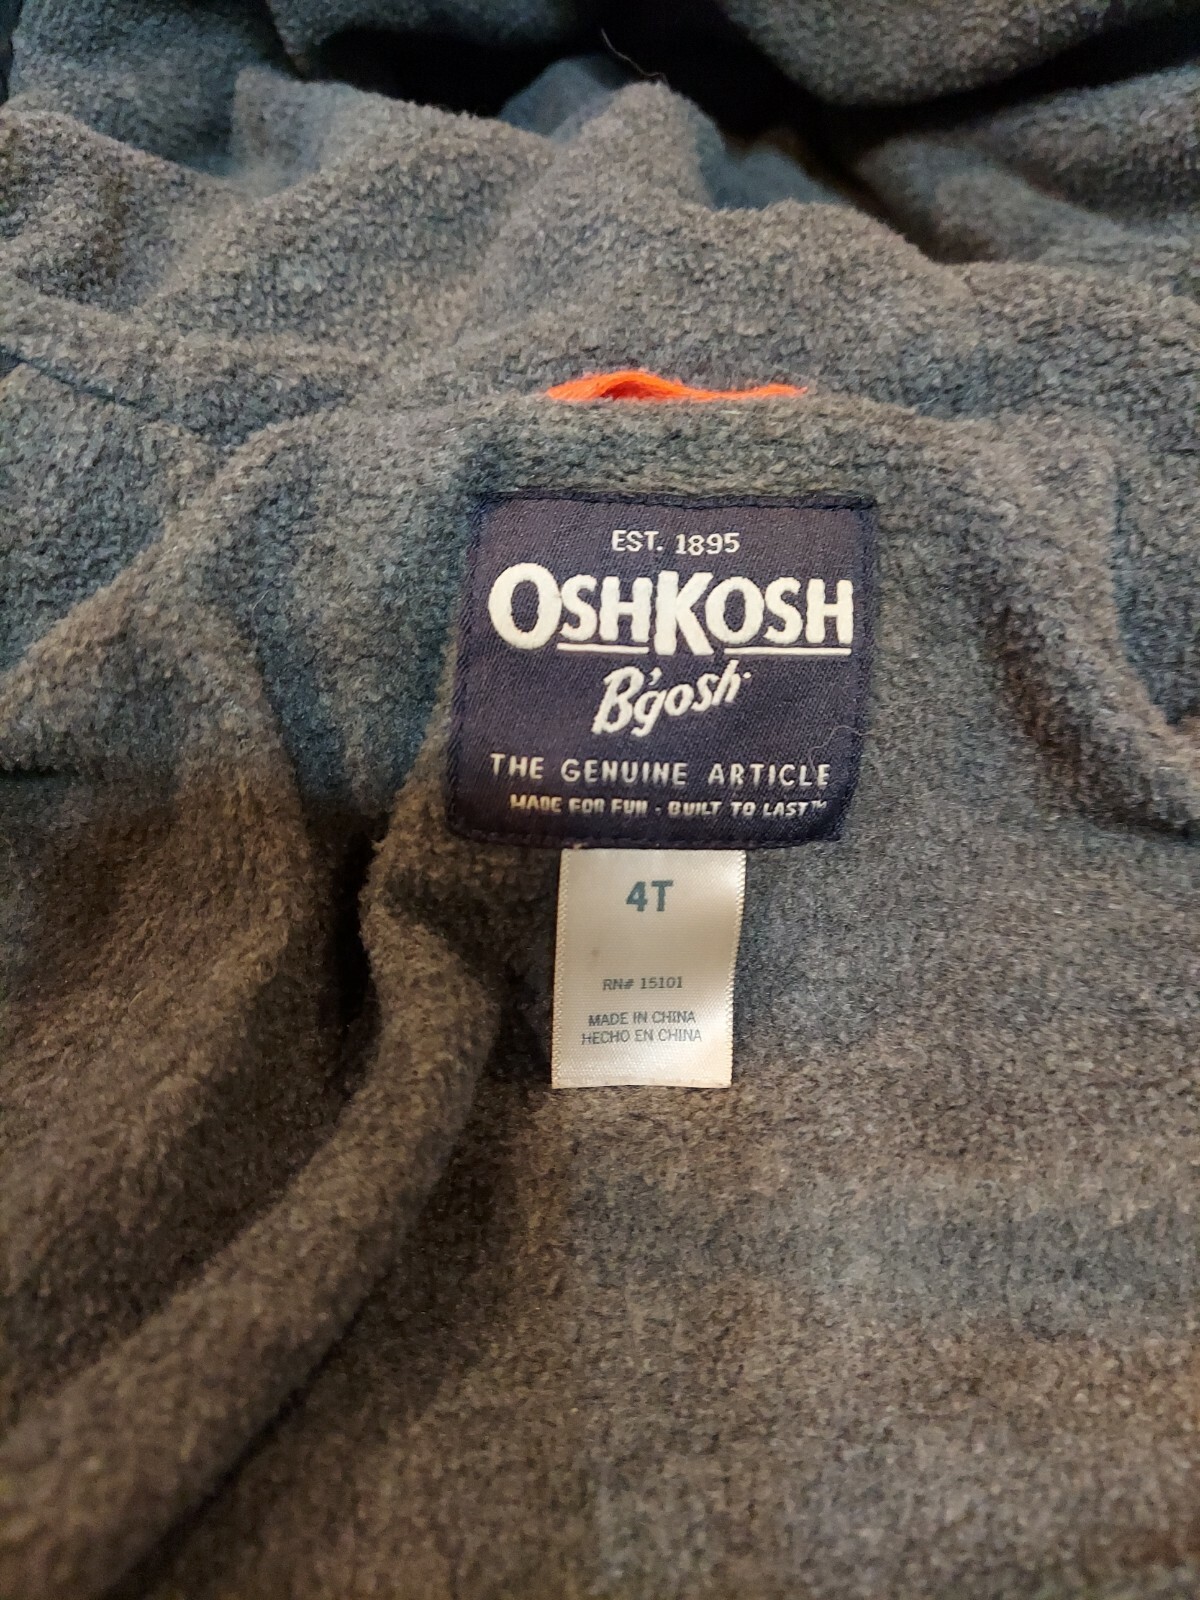 EST. 1895
OSHKOSH
B'gosh
THE GENUINE ARTICLE
MADE FOR FUN - BUILT TO LAST™
4T
RN# 15101
MADE IN CHINA
HECHO EN CHINA